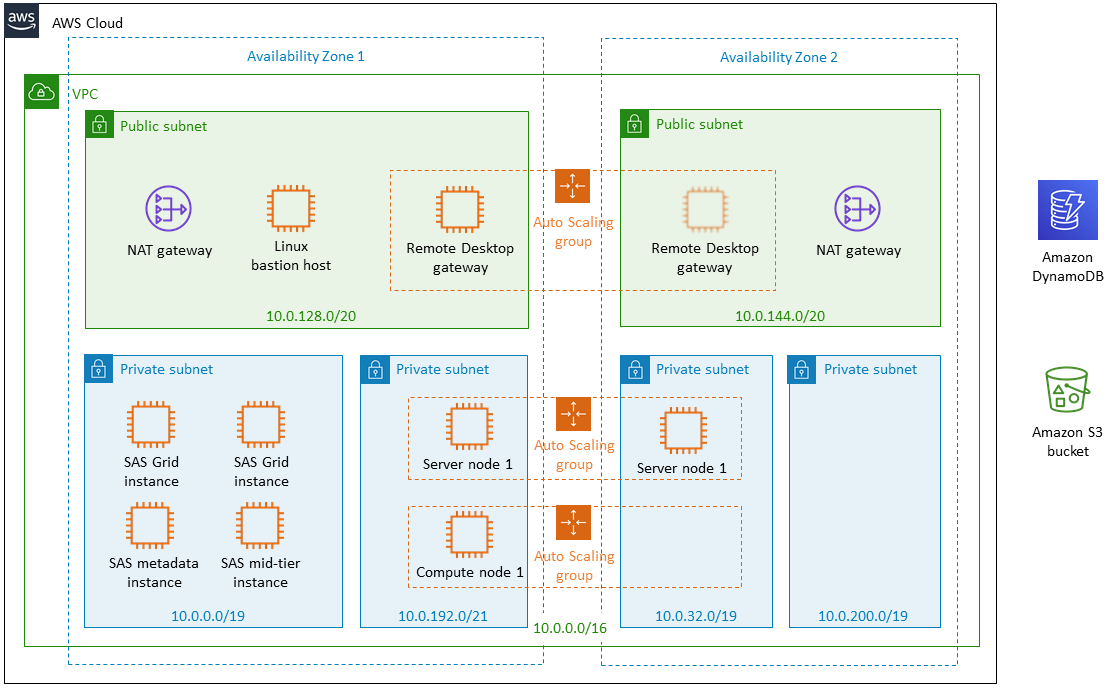 aws
AWS Cloud
Availability Zone 1
Availability Zone 2
VPC
Public subnet
NAT gateway
Linux
bastion host
Remote Desktop
gateway
10.0.128.0/20
Auto Scaling
group
Public subnet
Remote Desktop
gateway
NAT gateway
10.0.144.0/20
Private subnet
SAS Grid
instance
SAS Grid
instance
SAS metadata
instance
SAS mid-tier
instance
10.0.0.0/19
Private subnet
Server node 1
Compute node 1
10.0.192.0/21
Auto Scaling
group
Auto Scaling
group
10.0.0.0/16
Private subnet
Server node 1
10.0.32.0/19
Private subnet
10.0.200.0/19
Amazon
DynamoDB
Amazon S3
bucket